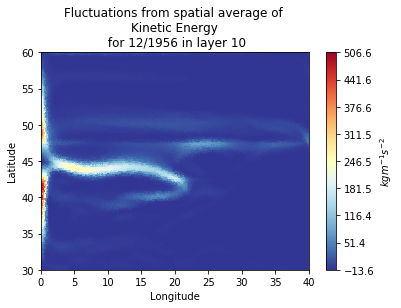 Fluctuations from spatial average of
Kinetic Energy
for 12/1956 in layer 10
60
55
50
45
40
35
30
Latitude
0 5 10 15 20 25 30 35 40
Longitude
506.6
441.6
376.6
311.5
246.5
181.5
116.4
51.4
−13.6
kgm⁻¹s⁻²